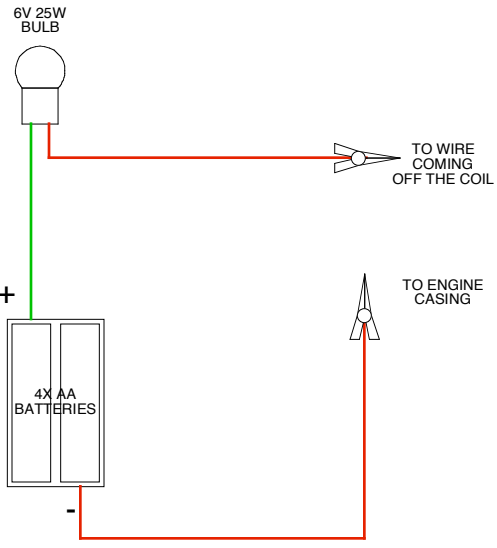 6V 25W
BULB
TO WIRE
COMING
OFF THE COIL
TO ENGINE
CASING
+
4X AA
BATTERIES
-